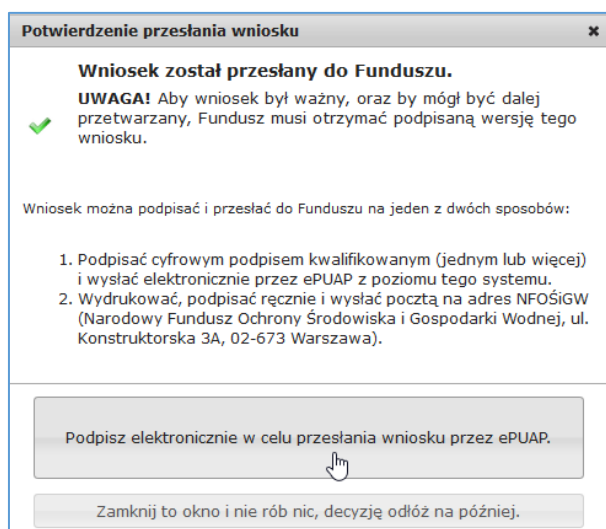 Potwierdzenie przesłania wniosku
Wniosek został przesłany do Funduszu.
UWAGA! Aby wniosek był ważny, oraz by mógł być dalej
przetwarzany, Fundusz musi otrzymać podpisaną wersję tego
wniosku.
Wniosek można podpisać i przesłać do Funduszu na jeden z dwóch sposobów:
1. Podpisać cyfrowym podpisem kwalifikowanym (jednym lub więcej)
i wysłać elektronicznie przez ePUAP z poziomu tego systemu.
2. Wydrukować, podpisać ręcznie i wysłać pocztą na adres NFOŚiGW
(Narodowy Fundusz Ochrony Środowiska i Gospodarki Wodnej, ul.
Konstruktorska 3A, 02-673 Warszawa).
Podpisz elektronicznie w celu przesłania wniosku przez ePUAP.
Zamknij to okno i nie rób nic, decyzję odłóż na później.